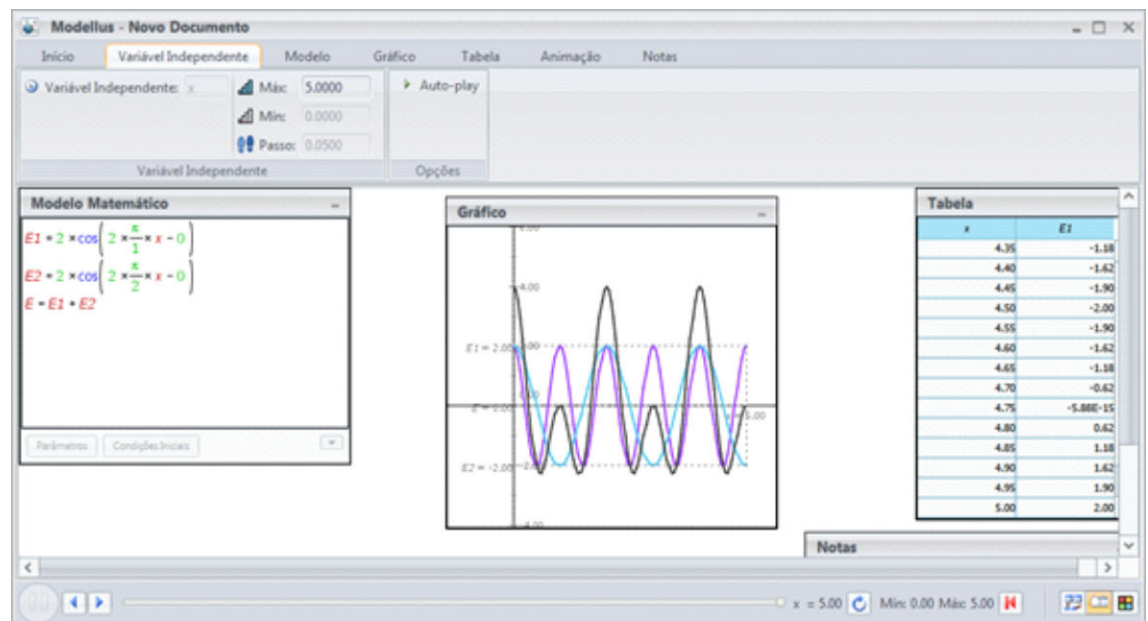 Modellus - Novo Documento
Início Variável Independente Modelo Gráfico Tabela Animação Notas
Variável Independente: x Máx: 5.0000 Auto-play
Mín: 0.0000
Passo: 0.0500
Variável Independente Opções
Modelo Matemático
E1 = 2 × cos( 2 × π/1 × x - 0 )
E2 = 2 × cos( 2 × π/2 × x - 0 )
E = E1 + E2
Parâmetros Condições Iniciais
Gráfico
4.00
E1 = 2.00
E = 0.00
E2 = -2.00
Tabela
x E1
4.35 -1.18
4.40 -1.62
4.45 -1.90
4.50 -2.00
4.55 -1.90
4.60 -1.62
4.65 -1.18
4.70 -0.62
4.75 -5.88E-15
4.80 0.62
4.85 1.18
4.90 1.62
4.95 1.90
5.00 2.00
Notas
x = 5.00 Mín: 0.00 Máx: 5.00